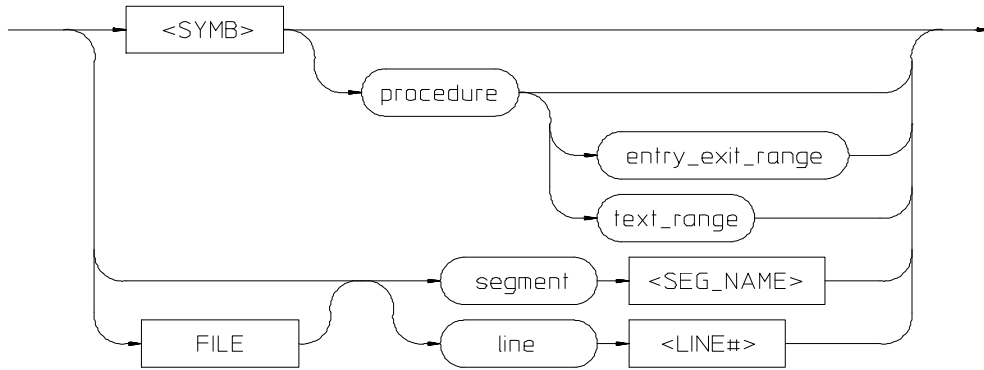 <SYMB>
procedure
entry_exit_range
text_range
segment <SEG_NAME>
FILE line <LINE#>